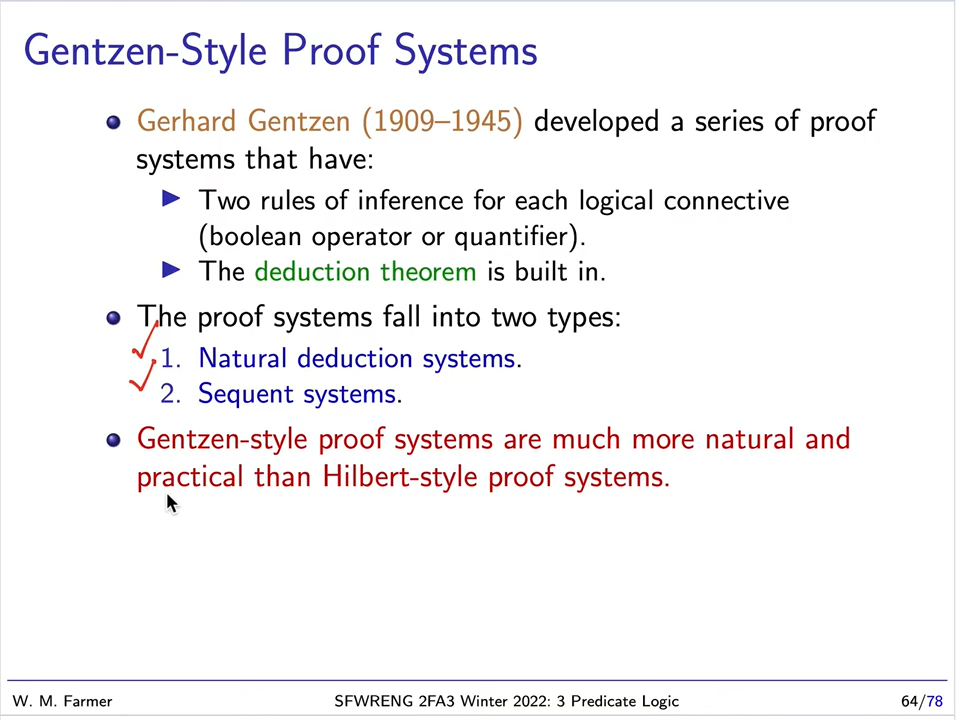 Gentzen-Style Proof Systems
Gerhard Gentzen (1909–1945) developed a series of proof
systems that have:
Two rules of inference for each logical connective
(boolean operator or quantifier).
The deduction theorem is built in.
The proof systems fall into two types:
1. Natural deduction systems.
2. Sequent systems.
Gentzen-style proof systems are much more natural and
practical than Hilbert-style proof systems.
W. M. Farmer SFWRENG 2FA3 Winter 2022: 3 Predicate Logic 64/78